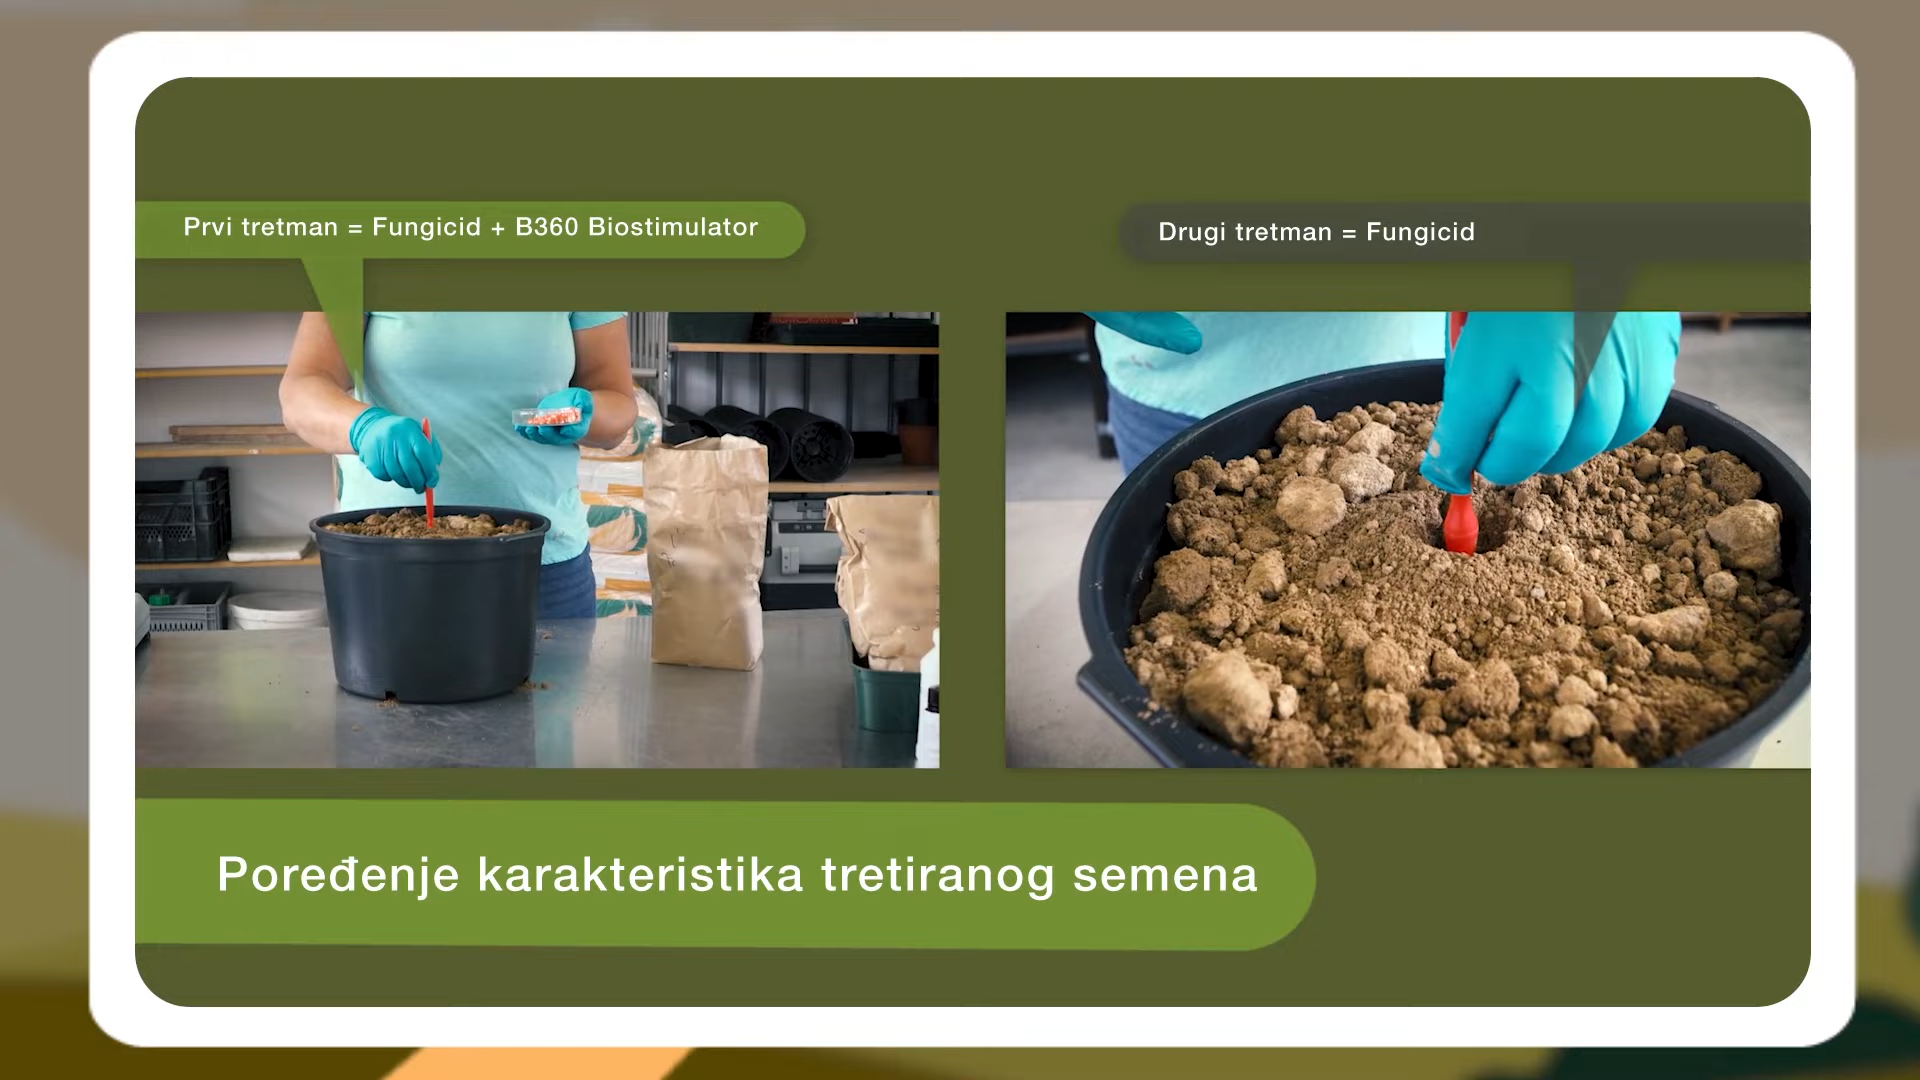 Prvi tretman = Fungicid + B360 Biostimulator
Drugi tretman = Fungicid
Poređenje karakteristika tretiranog semena